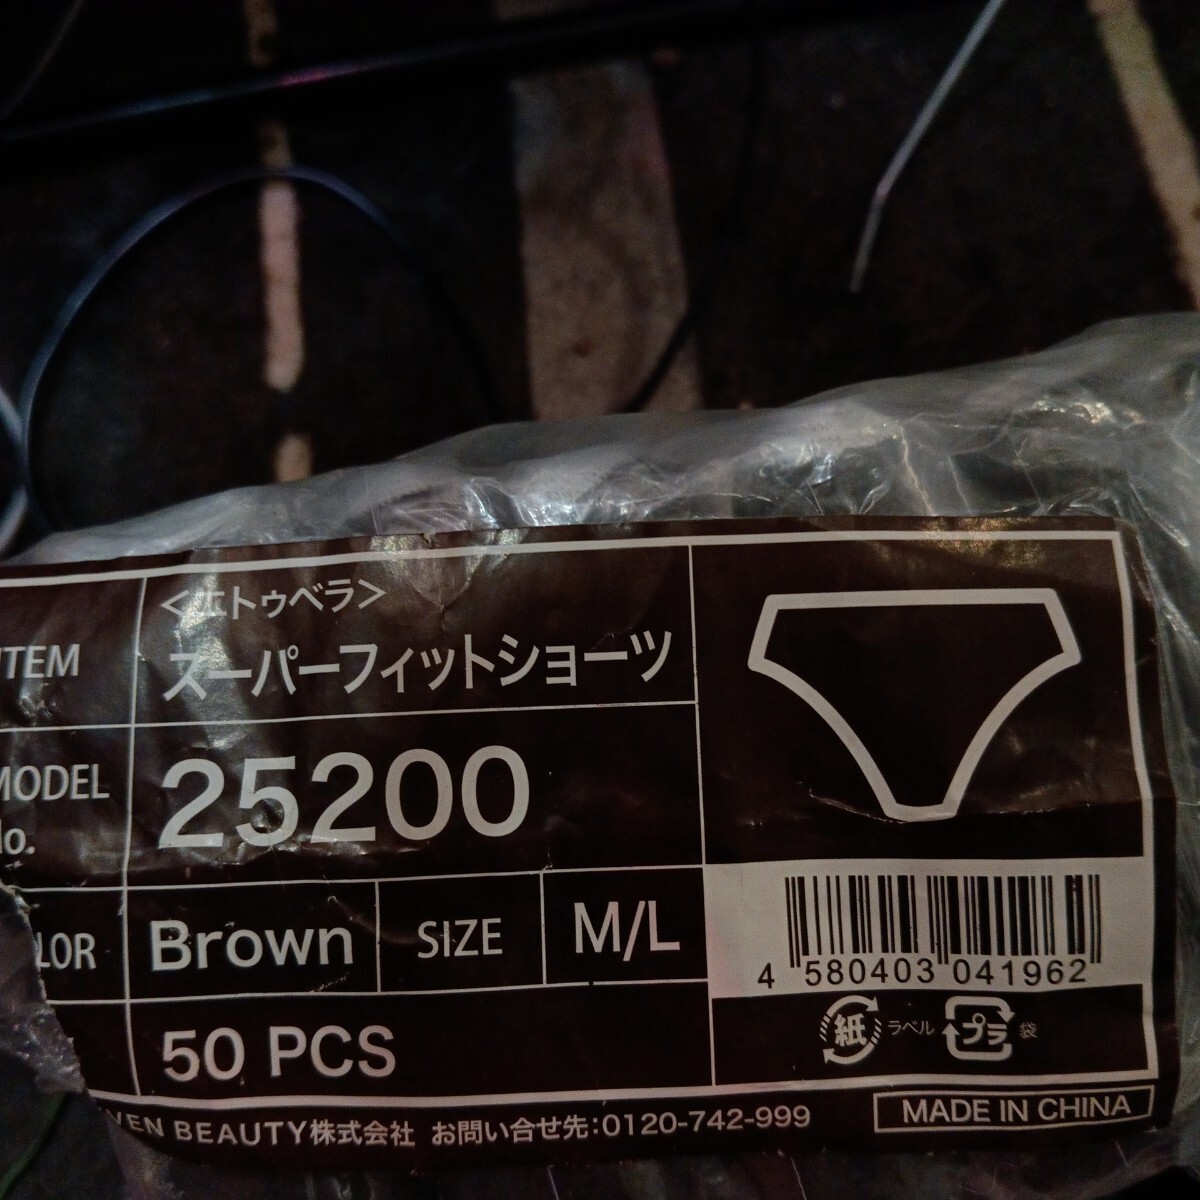 ITEM
<エトゥベラ>
スーパーフィットショーツ
MODEL
No.
25200
Brown
SIZE
M/L
50 PCS
4 580403 041962
紙 ラベル プラ 袋
BEAUTY株式会社 お問い合せ先:0120-742-999
MADE IN CHINA